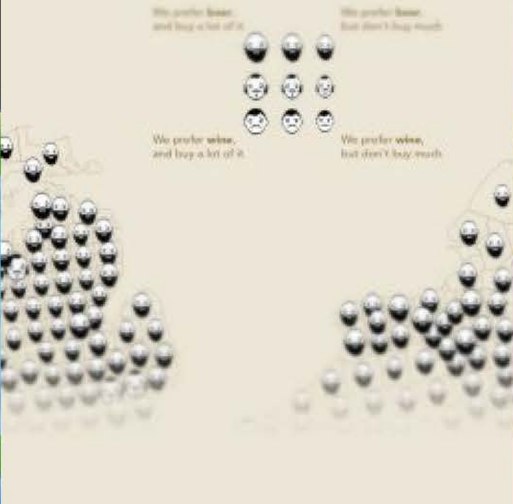 We prefer beer, and buy a lot of it.
We prefer beer, but don't buy much.
We prefer wine, and buy a lot of it.
We prefer wine, but don't buy much.